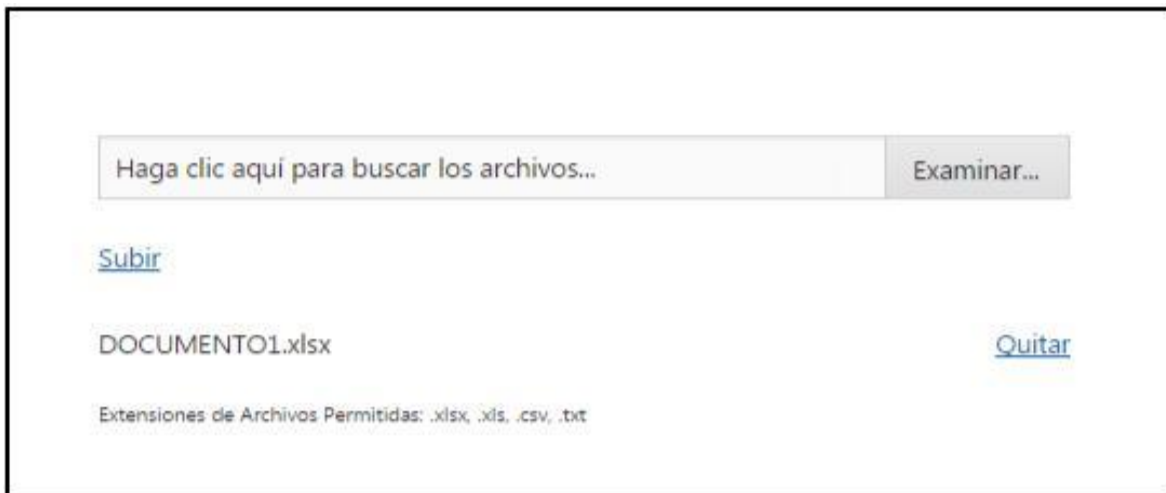 Haga clic aquí para buscar los archivos... Examinar...
Subir
DOCUMENTO1.xlsx Quitar
Extensiones de Archivos Permitidas: .xlsx, .xls, .csv, .txt